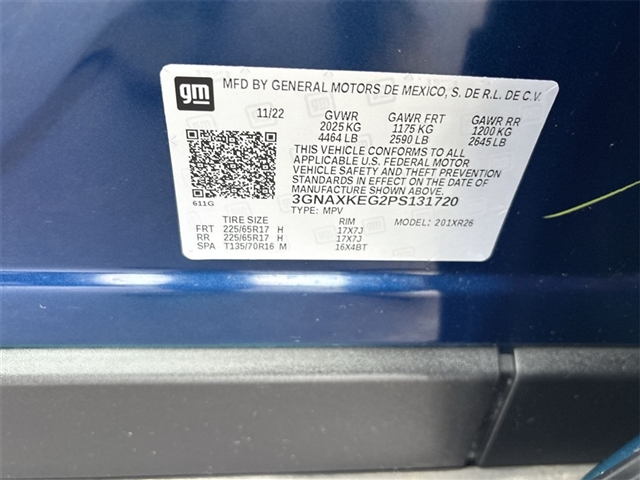 gm
MFD BY GENERAL MOTORS DE MEXICO, S. DE R.L. DE C.V.
11/22 GVWR GAWR FRT GAWR RR
2025 KG 1175 KG 1200 KG
4464 LB 2590 LB 2645 LB
THIS VEHICLE CONFORMS TO ALL
APPLICABLE U.S. FEDERAL MOTOR
VEHICLE SAFETY AND THEFT PREVENTION
STANDARDS IN EFFECT ON THE DATE OF
MANUFACTURE SHOWN ABOVE.
3GNAXKEG2PS131720
611G
TYPE: MPV MODEL: 201XR26
TIRE SIZE RIM
FRT 225/65R17 H 17X7J
RR 225/65R17 H 17X7J
SPA T135/70R16 M 16X4BT